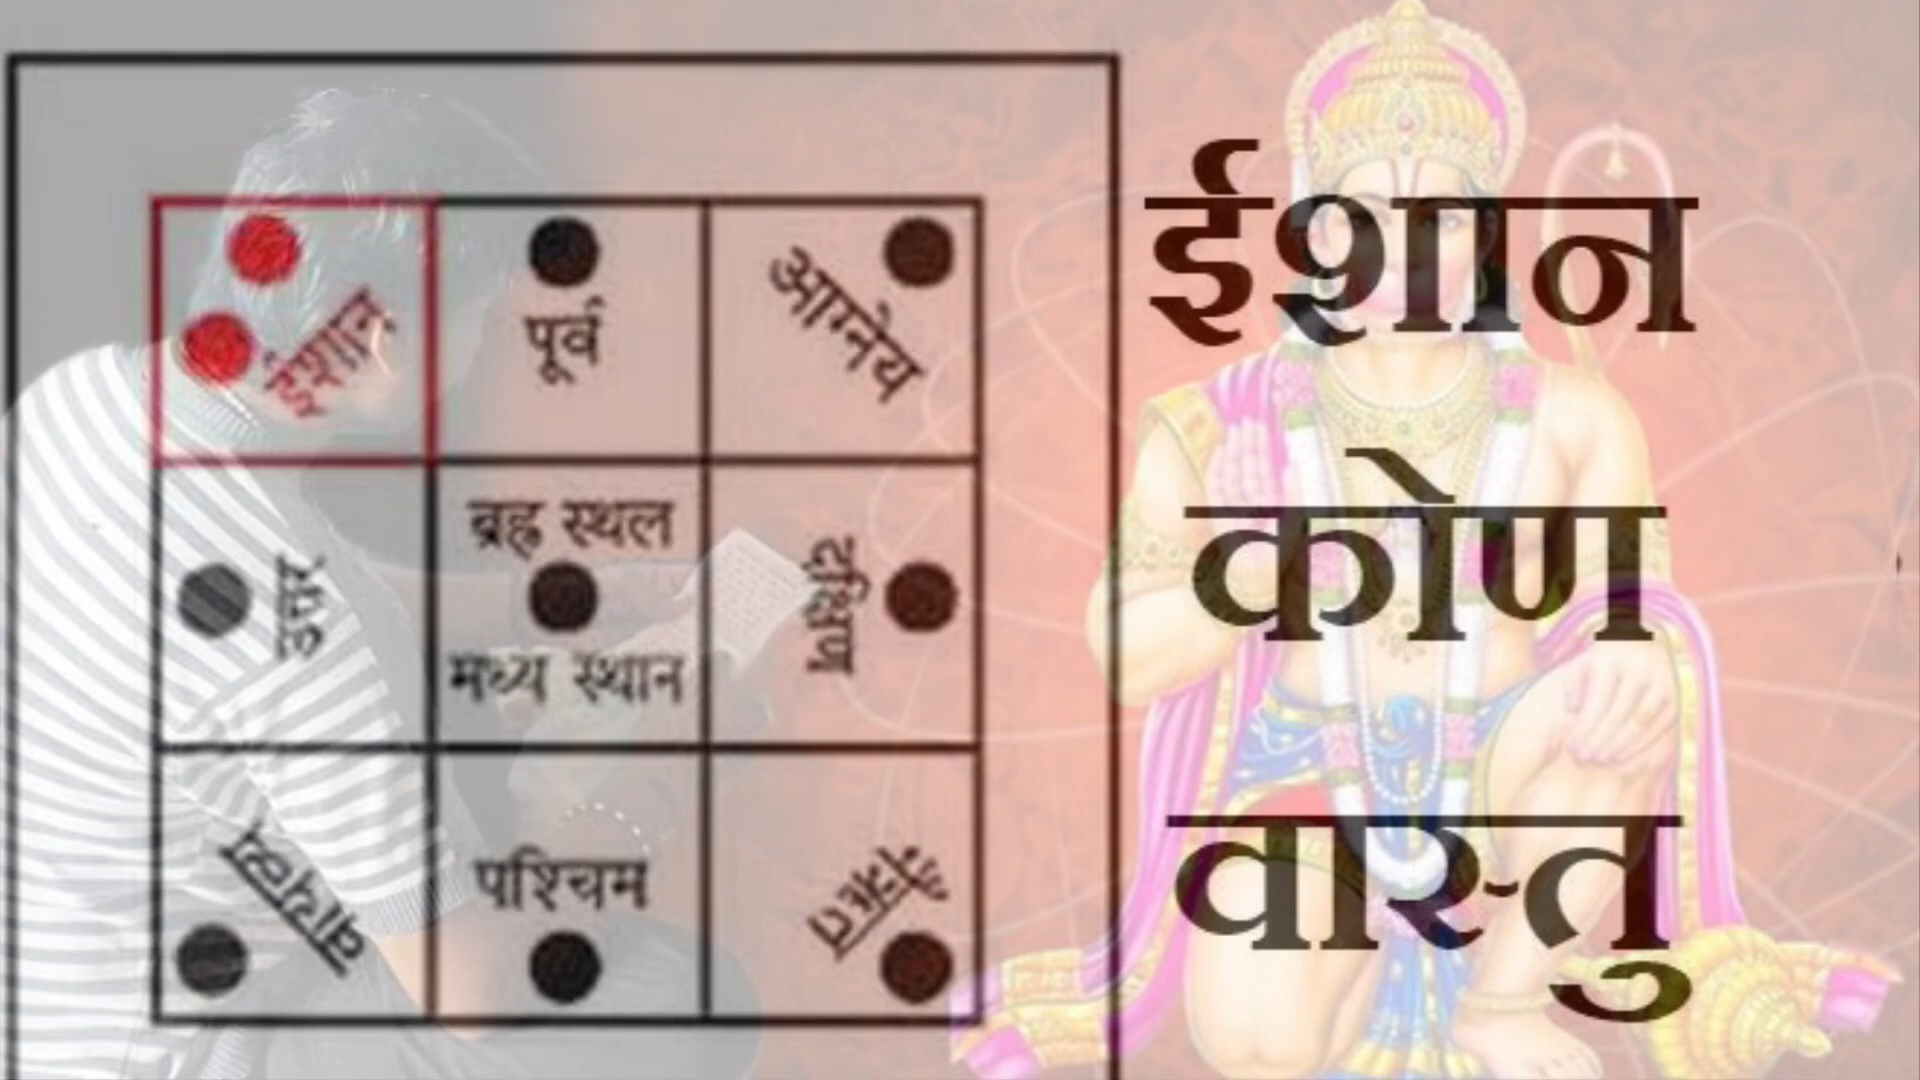 ईशान
पूर्व
आग्नेय
उत्तर
ब्रह्म स्थल
मध्य स्थान
दक्षिण
वायव्य
पश्चिम
नैऋत
ईशान
कोण
वास्तु